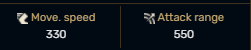 Move. speed
330
Attack range
550